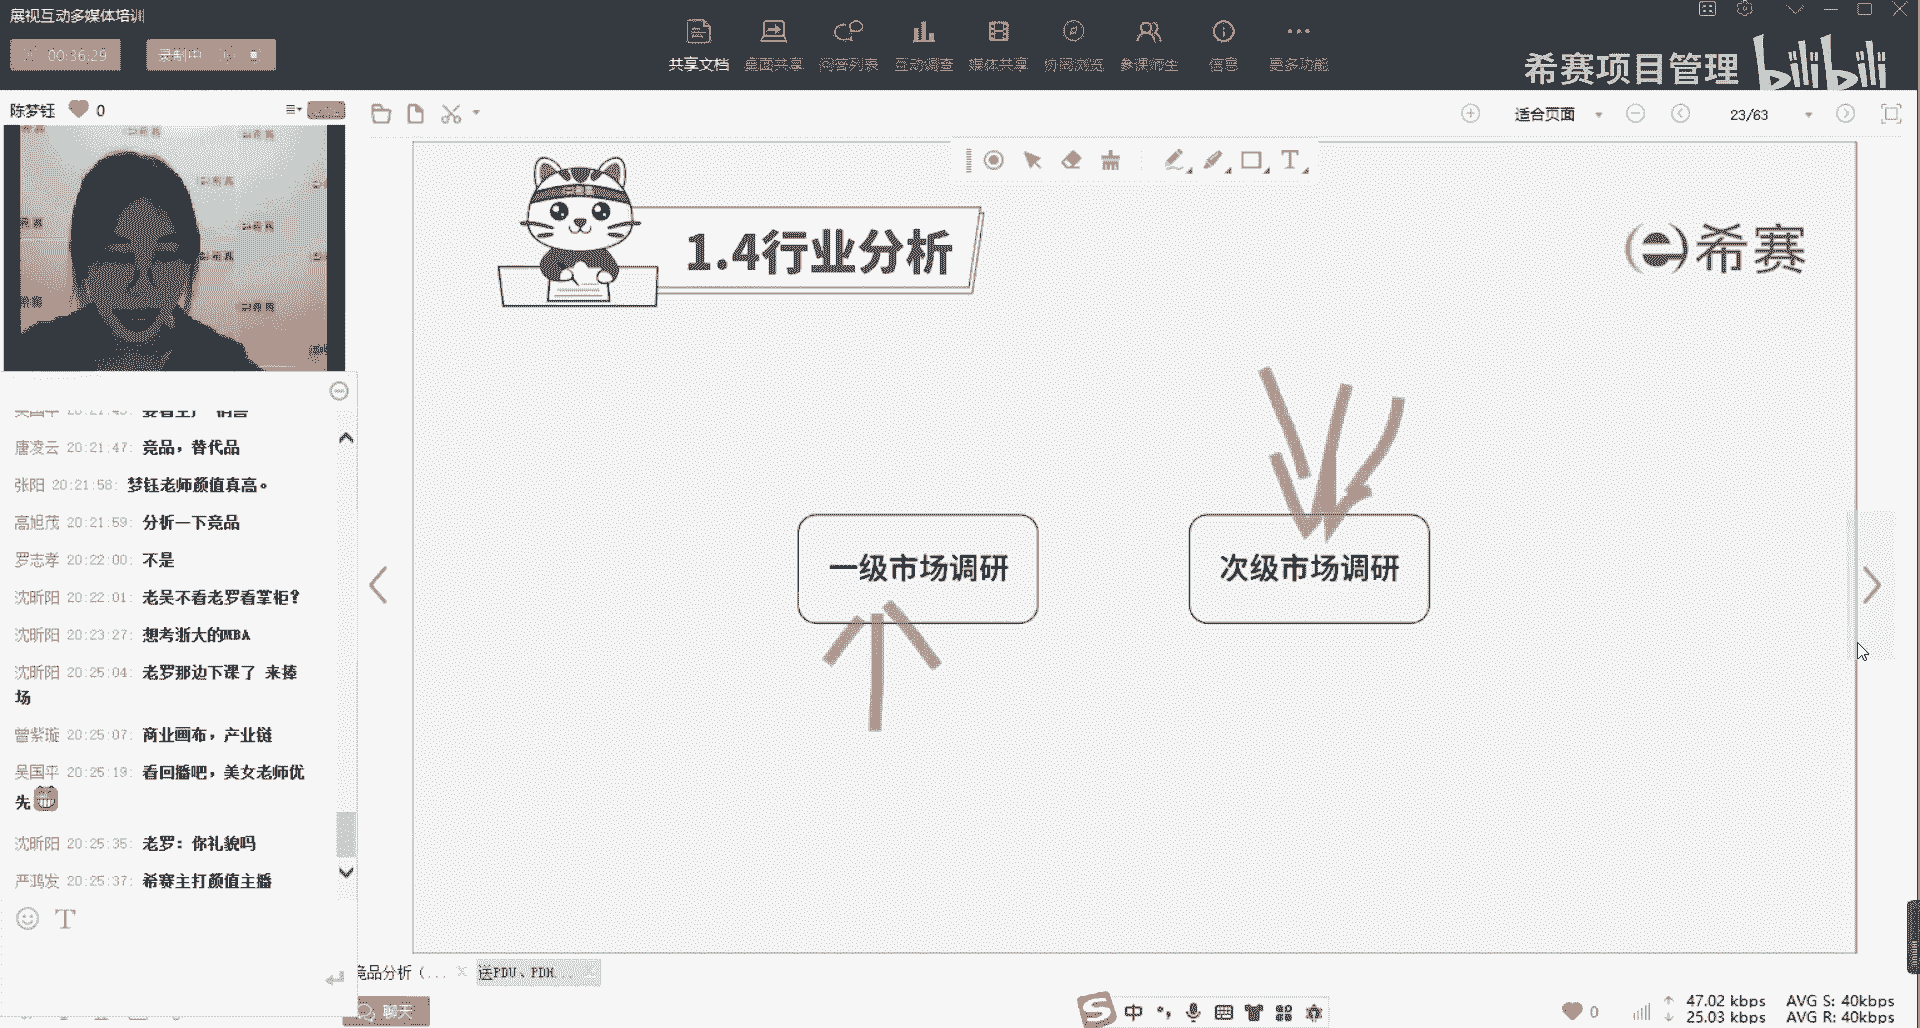 展视互动多媒体培训
00:36:29
录制中
共享文档
桌面共享
问答列表
互动调查
媒体共享
协同浏览
参课师生
信息
更多功能
希赛项目管理
bilibili
陈梦钰 0
适合页面
23/63
1.4行业分析
希赛
一级市场调研
次级市场调研
唐凌云 20:21:47: 竞品，替代品
张阳 20:21:58: 梦钰老师颜值真高。
高旭茂 20:21:59: 分析一下竞品
罗志孝 20:22:00: 不是
沈昕阳 20:22:01: 老吴不看老罗看掌柜？
沈昕阳 20:23:27: 想考浙大的MBA
沈昕阳 20:25:04: 老罗那边下课了 来捧
场
曾紫璇 20:25:07: 商业画布，产业链
吴国平 20:25:19: 看回播吧，美女老师优
先
沈昕阳 20:25:35: 老罗：你礼貌吗
严鸿发 20:25:37: 希赛主打颜值主播
竞品分析（...
送PDU、PDH...
聊天
中
0
47.02 kbps
AVG S: 40kbps
25.03 kbps
AVG R: 40kbps